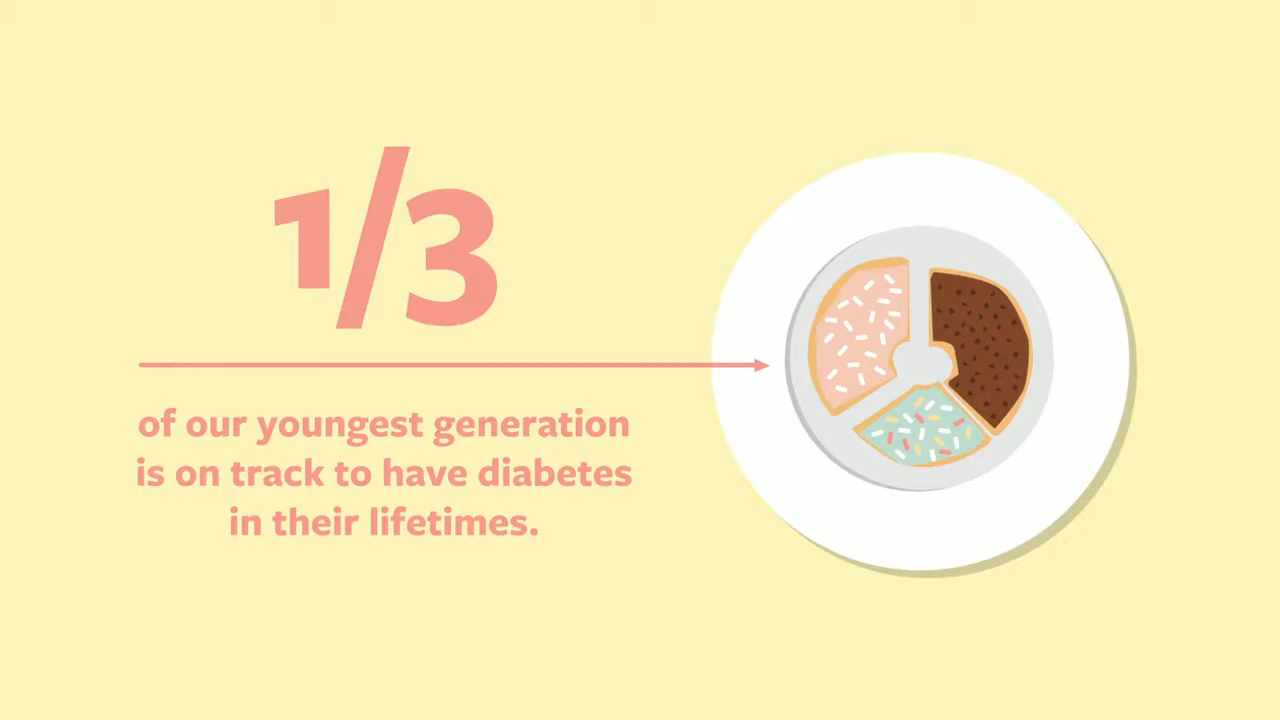 1/3
of our youngest generation
is on track to have diabetes
in their lifetimes.